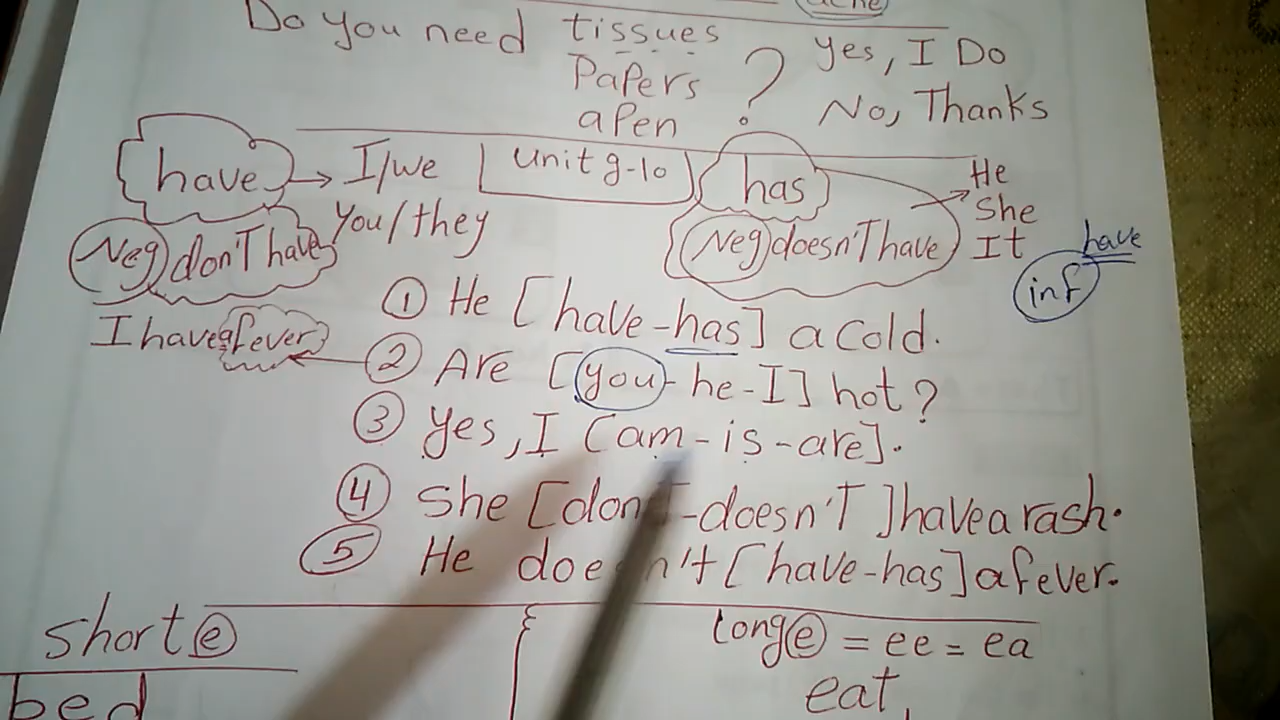 ache
Do you need tissues
Papers
a Pen
?
yes, I Do
No, Thanks
have → I/we
You/they
Unit 9-10
has
He
She
It
Neg don'T have
Neg doesn'T have
have
inf
① He [have-has] a cold.
I have a fever
② Are [you-he-I] hot?
③ yes, I [am-is-are].
④ She [don'T-doesn'T] have a rash.
⑤ He doesn't [have-has] a fever.
short e
bed
long e = ee = ea
eat,